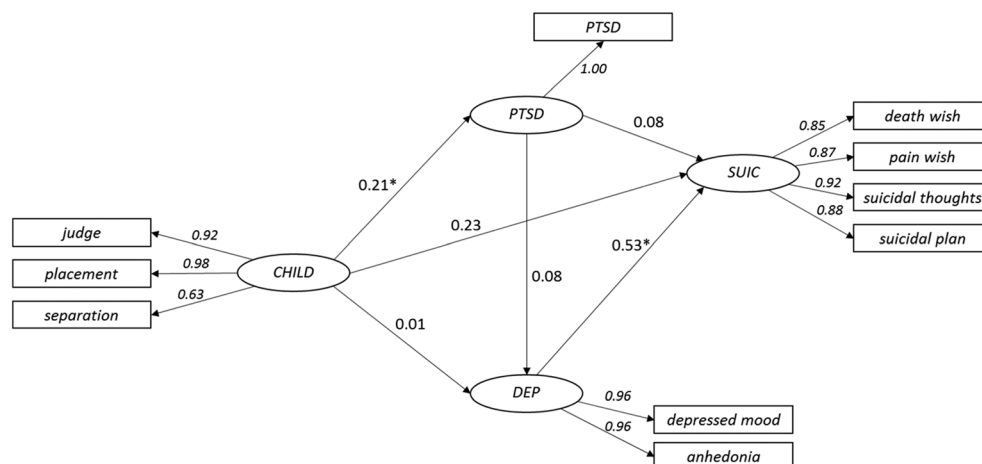 PTSD
1.00
PTSD
0.08
0.85
death wish
0.87
pain wish
SUIC
0.92
suicidal thoughts
0.88
suicidal plan
0.21*
0.23
0.92
judge
0.53*
0.98
placement
CHILD
0.08
0.63
separation
0.01
DEP
0.96
depressed mood
0.96
anhedonia